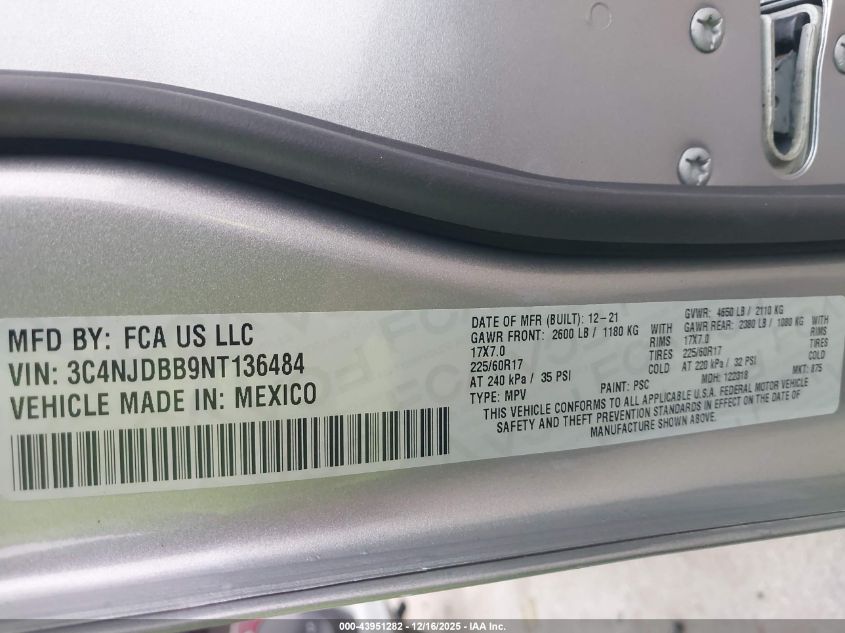 MFD BY: FCA US LLC
VIN: 3C4NJDBB9NT136484
VEHICLE MADE IN: MEXICO
DATE OF MFR (BUILT): 12-21
GAWR FRONT: 2600 LB / 1180 KG WITH
17X7.0 RIMS
225/60R17 TIRES
AT 240 kPa / 35 PSI COLD
TYPE: MPV PAINT: PSC
GVWR: 4650 LB / 2110 KG
GAWR REAR: 2380 LB / 1080 KG WITH
17X7.0 RIMS
225/60R17 TIRES
AT 220 kPa / 32 PSI COLD
MDH: 122318 MKT: 875
THIS VEHICLE CONFORMS TO ALL APPLICABLE U.S.A. FEDERAL MOTOR VEHICLE
SAFETY AND THEFT PREVENTION STANDARDS IN EFFECT ON THE DATE OF
MANUFACTURE SHOWN ABOVE.
000-43951282 - 12/16/2025 - IAA Inc.